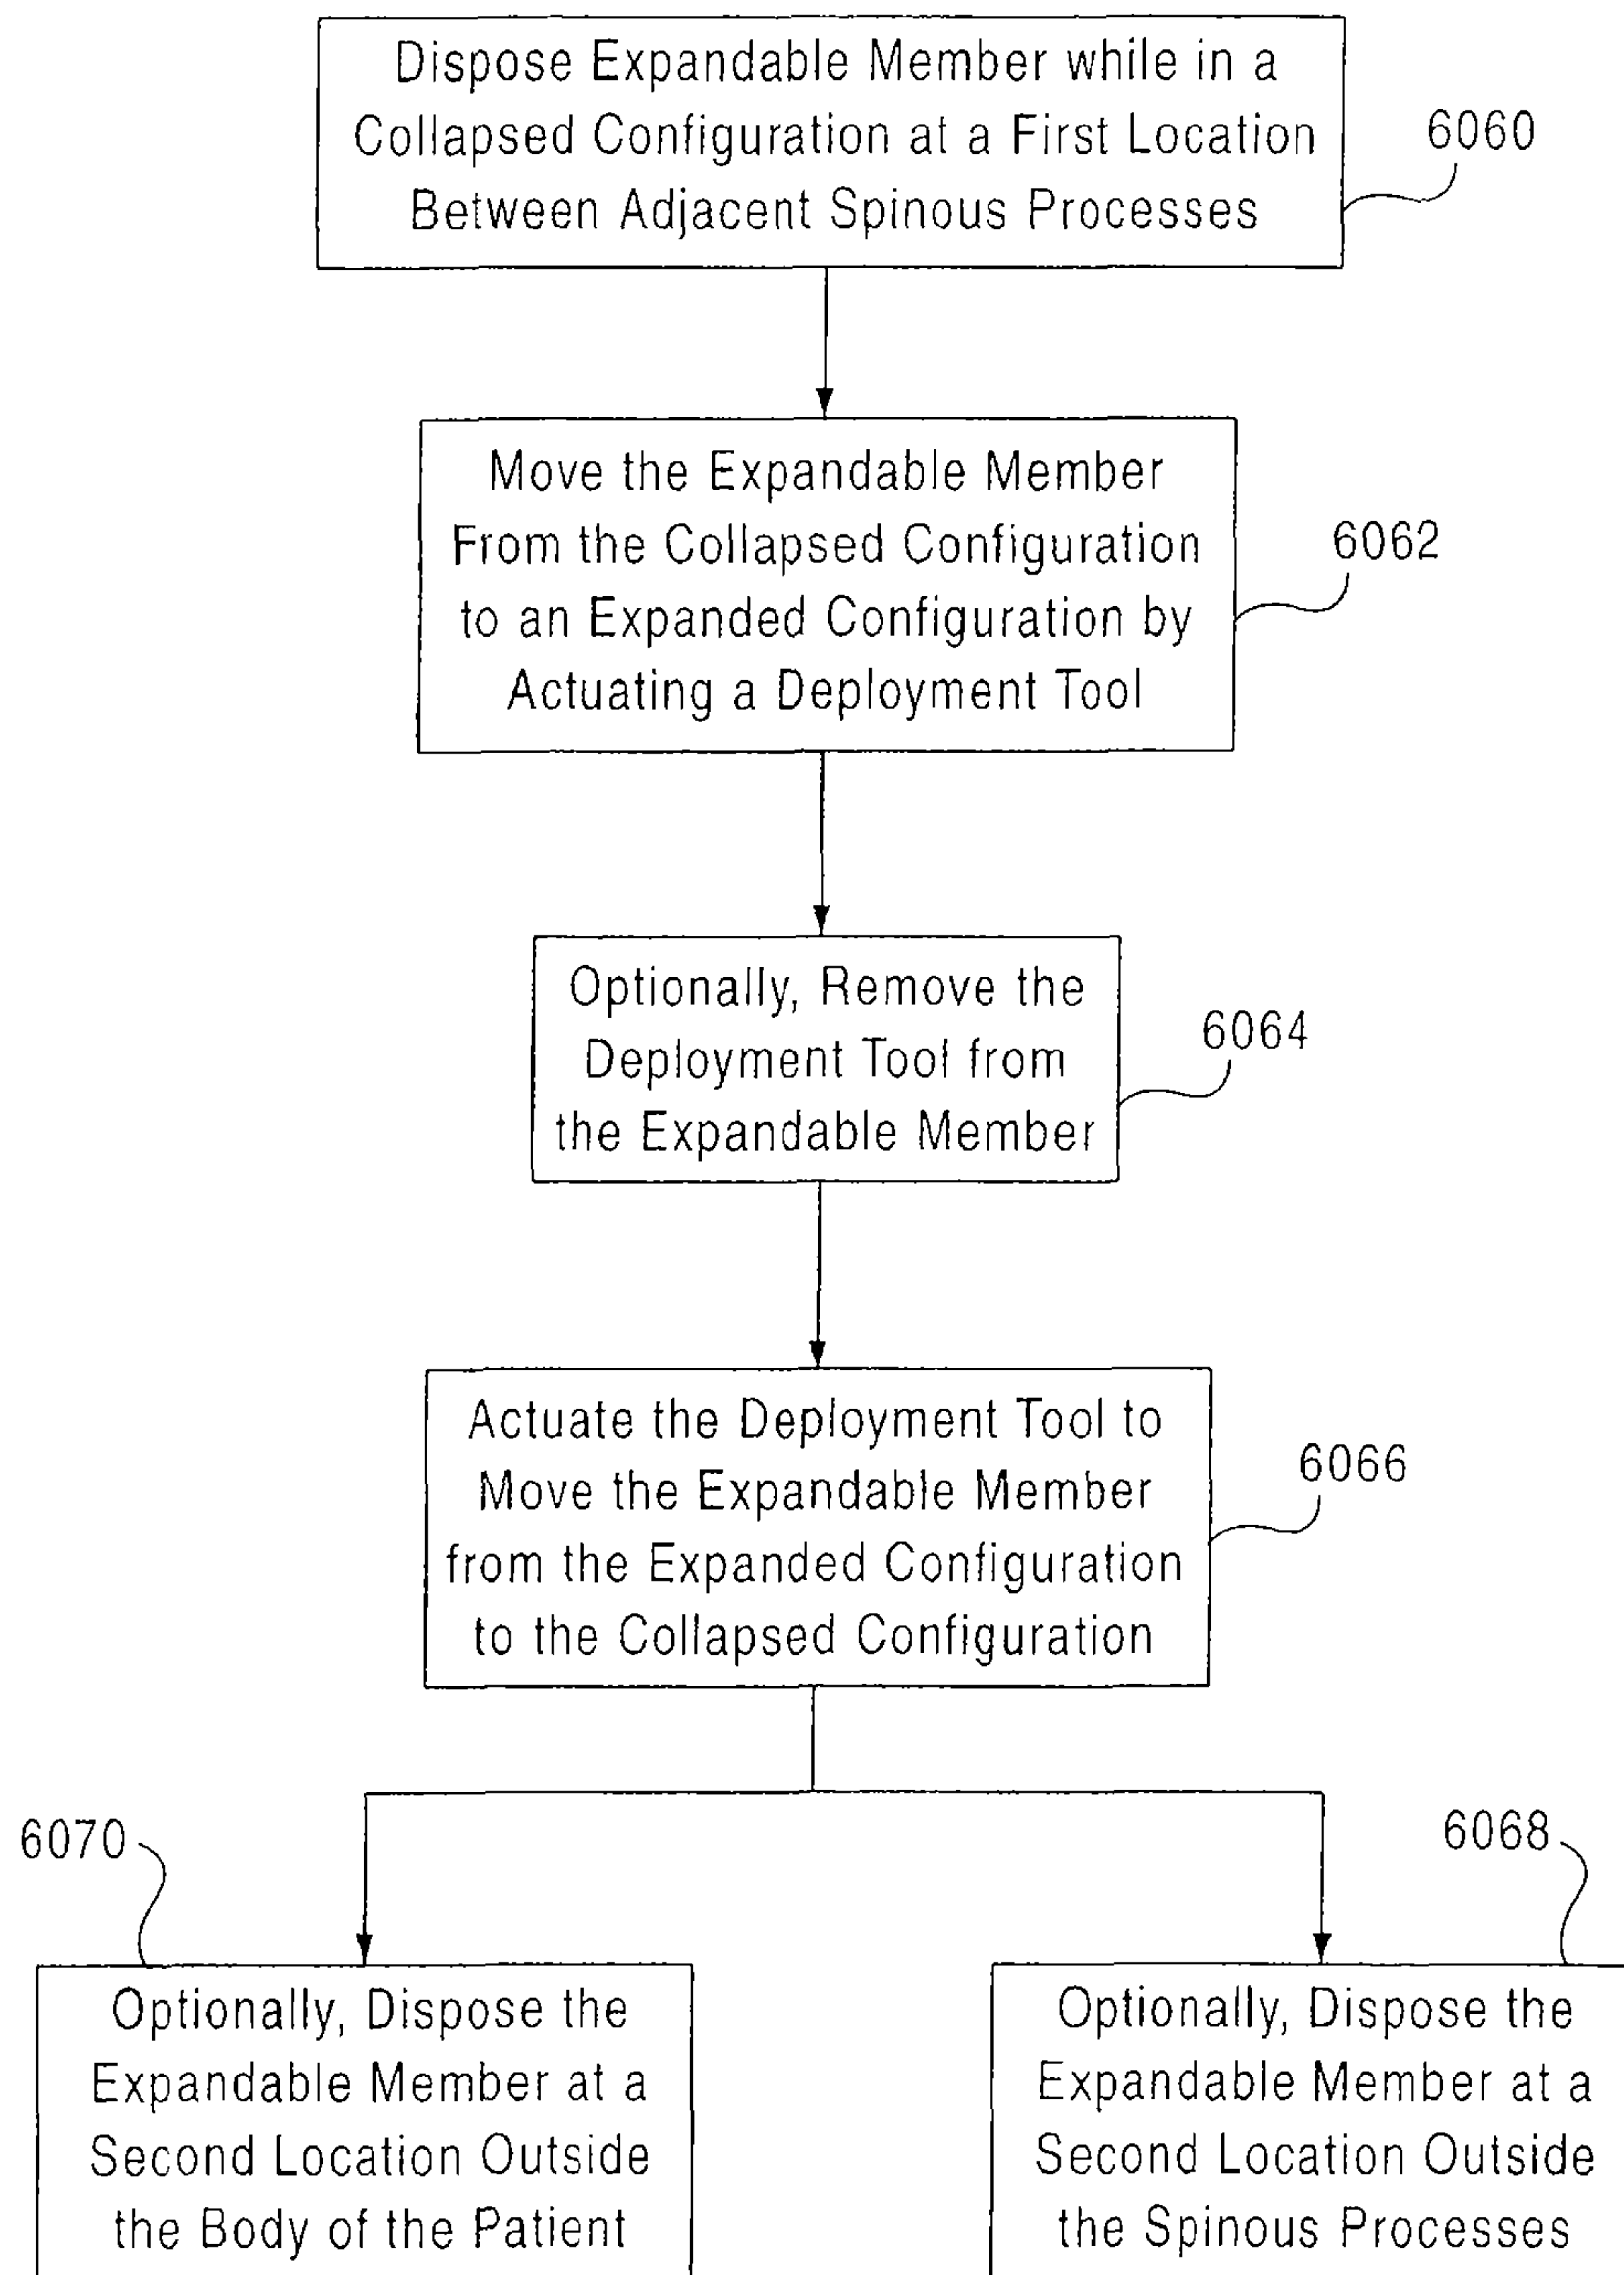 Dispose Expandable Member while in a
Collapsed Configuration at a First Location
Between Adjacent Spinous Processes
6060
Move the Expandable Member
From the Collapsed Configuration
to an Expanded Configuration by
Actuating a Deployment Tool
6062
Optionally, Remove the
Deployment Tool from
the Expandable Member
6064
Actuate the Deployment Tool to
Move the Expandable Member
from the Expanded Configuration
to the Collapsed Configuration
6066
6070
Optionally, Dispose the
Expandable Member at a
Second Location Outside
the Body of the Patient
6068
Optionally, Dispose the
Expandable Member at a
Second Location Outside
the Spinous Processes